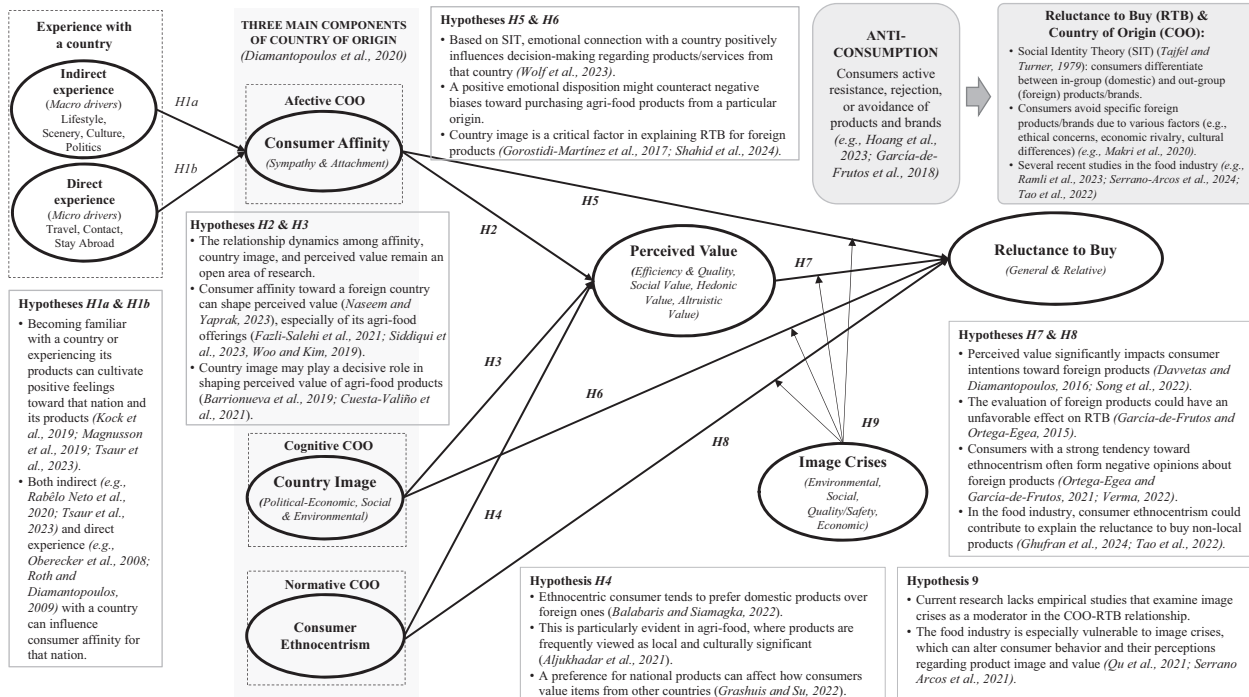 Experience with
a country
Indirect
experience
(Macro drivers)
Lifestyle,
Scenery, Culture,
Politics
Direct
experience
(Micro drivers)
Travel, Contact,
Stay Abroad
H1a
H1b
THREE MAIN COMPONENTS
OF COUNTRY OF ORIGIN
(Diamantopoulos et al., 2020)
Afective COO
Consumer Affinity
(Sympathy & Attachment)
Hypotheses H5 & H6
• Based on SIT, emotional connection with a country positively
influences decision-making regarding products/services from
that country (Wolf et al., 2023).
• A positive emotional disposition might counteract negative
biases toward purchasing agri-food products from a particular
origin.
• Country image is a critical factor in explaining RTB for foreign
products (Gorostidi-Martínez et al., 2017; Shahid et al., 2024).
ANTI-
CONSUMPTION
Consumers active
resistance, rejection,
or avoidance of
products and brands
(e.g., Hoang et al.,
2023; García-de-
Frutos et al., 2018)
Reluctance to Buy (RTB) &
Country of Origin (COO):
• Social Identity Theory (SIT) (Tajfel and
Turner, 1979): consumers differentiate
between in-group (domestic) and out-group
(foreign) products/brands.
• Consumers avoid specific foreign
products/brands due to various factors (e.g.,
ethical concerns, economic rivalry, cultural
differences) (e.g., Makri et al., 2020).
• Several recent studies in the food industry (e.g.,
Ramli et al., 2023; Serrano-Arcos et al., 2024;
Tao et al., 2022)
H5
H2
Hypotheses H2 & H3
• The relationship dynamics among affinity,
country image, and perceived value remain an
open area of research.
• Consumer affinity toward a foreign country
can shape perceived value (Naseem and
Yaprak, 2023), especially of its agri-food
offerings (Fazli-Salehi et al., 2021; Siddiqui et
al., 2023, Woo and Kim, 2019).
• Country image may play a decisive role in
shaping perceived value of agri-food products
(Barrionuevo et al., 2019; Cuesta-Valiño et
al., 2021).
Perceived Value
(Efficiency & Quality,
Social Value, Hedonic
Value, Altruistic
Value)
H7
Reluctance to Buy
(General & Relative)
Hypotheses H1a & H1b
• Becoming familiar
with a country or
experiencing its
products can cultivate
positive feelings
toward that nation
and its products (Kock
et al., 2019; Magnusson
et al., 2019; Tsaur et
al., 2023).
• Both indirect (e.g.,
Rabêlo Neto et al.,
2020; Tsaur et al.,
2023) and direct
experience (e.g.,
Oberecker et al., 2008;
Roth and
Diamantopoulos,
2009) with a country
can influence
consumer affinity for
that nation.
H3
H6
H8
H9
H4
Cognitive COO
Country Image
(Political-Economic, Social
& Environmental)
Image Crises
(Environmental,
Social,
Quality/Safety,
Economic)
Hypotheses H7 & H8
• Perceived value significantly impacts consumer
intentions toward foreign products (Davvetas and
Diamantopoulos, 2016; Song et al., 2022).
• The evaluation of foreign products could have an
unfavorable effect on RTB (García-de-Frutos and
Ortega-Egea, 2015).
• Consumers with a strong tendency toward
ethnocentrism often form negative opinions about
foreign products (Ortega-Egea and
García-de-Frutos, 2021; Verma, 2022).
• In the food industry, consumer ethnocentrism could
contribute to explain the reluctance to buy non-local
products (Ghufran et al., 2024; Tao et al., 2022).
Normative COO
Consumer
Ethnocentrism
Hypothesis H4
• Ethnocentric consumer tends to prefer domestic products over
foreign ones (Balabaris and Siamagka, 2022).
• This is particularly evident in agri-food, where products are
frequently viewed as local and culturally significant
(Aljukhadar et al., 2021).
• A preference for national products can affect how consumers
value items from other countries (Grashuis and Su, 2022).
Hypothesis 9
• Current research lacks empirical studies that examine image
crises as a moderator in the COO-RTB relationship.
• The food industry is especially vulnerable to image crises,
which can alter consumer behavior and their perceptions
regarding product image and value (Qu et al., 2021; Serrano
Arcos et al., 2021).